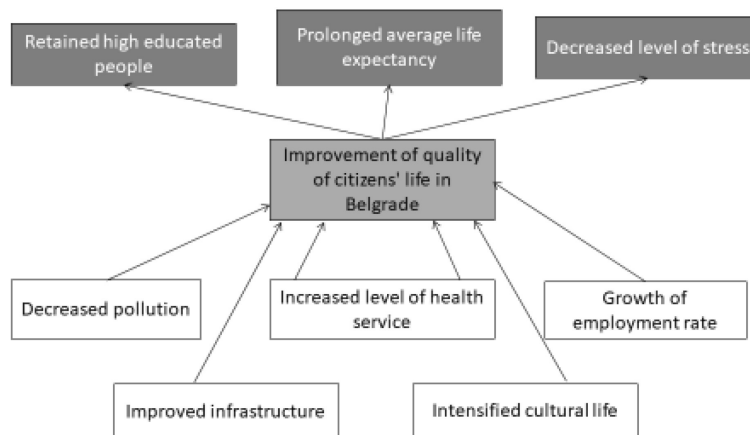 Retained high educated
people
Prolonged average life
expectancy
Decreased level of stress
Improvement of quality
of citizens' life in
Belgrade
Decreased pollution
Increased level of health
service
Growth of
employment rate
Improved infrastructure
Intensified cultural life